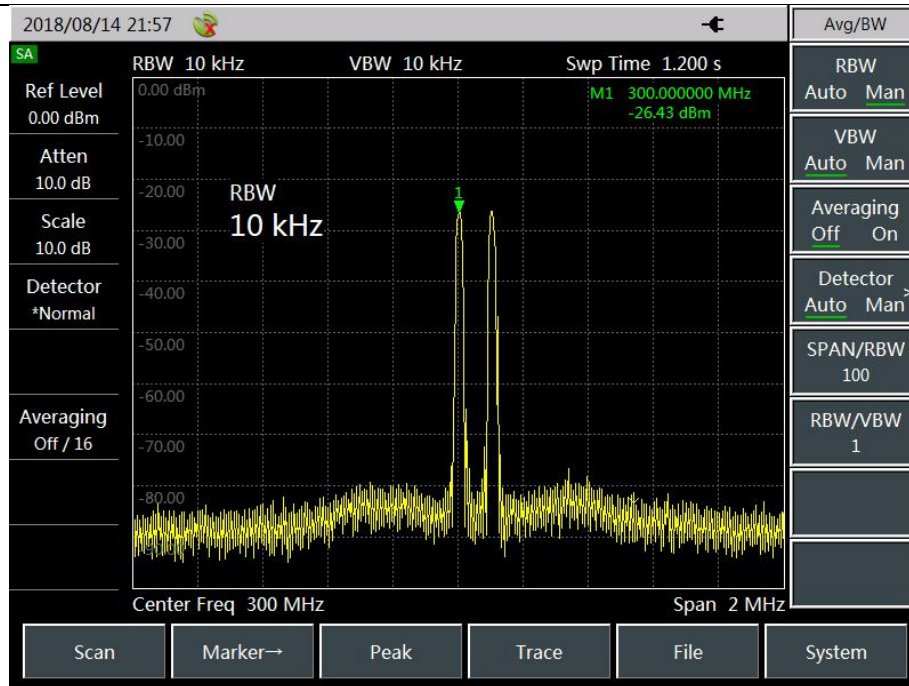 2018/08/14 21:57
Avg/BW
SA
RBW 10 kHz
VBW 10 kHz
Swp Time 1.200 s
Ref Level
0.00 dBm
Atten
10.0 dB
Scale
10.0 dB
Detector
*Normal
Averaging
Off / 16
0.00 dBm
-10.00
-20.00
-30.00
-40.00
-50.00
-60.00
-70.00
-80.00
M1 300.000000 MHz
-26.43 dBm
RBW
10 kHz
1
Center Freq 300 MHz
Span 2 MHz
RBW
Auto Man
VBW
Auto Man
Averaging
Off On
Detector >
Auto Man
SPAN/RBW
100
RBW/VBW
1
Scan
Marker→
Peak
Trace
File
System